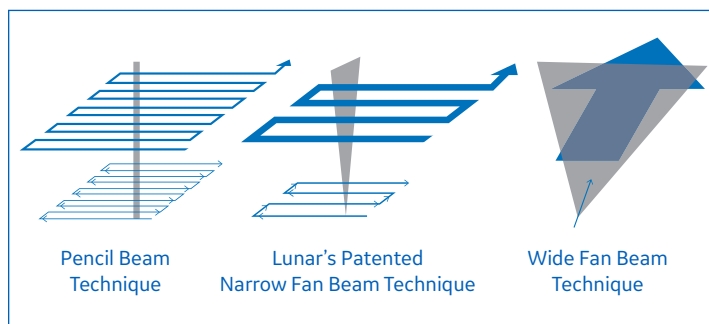 Pencil Beam
Technique
Lunar's Patented
Narrow Fan Beam Technique
Wide Fan Beam
Technique